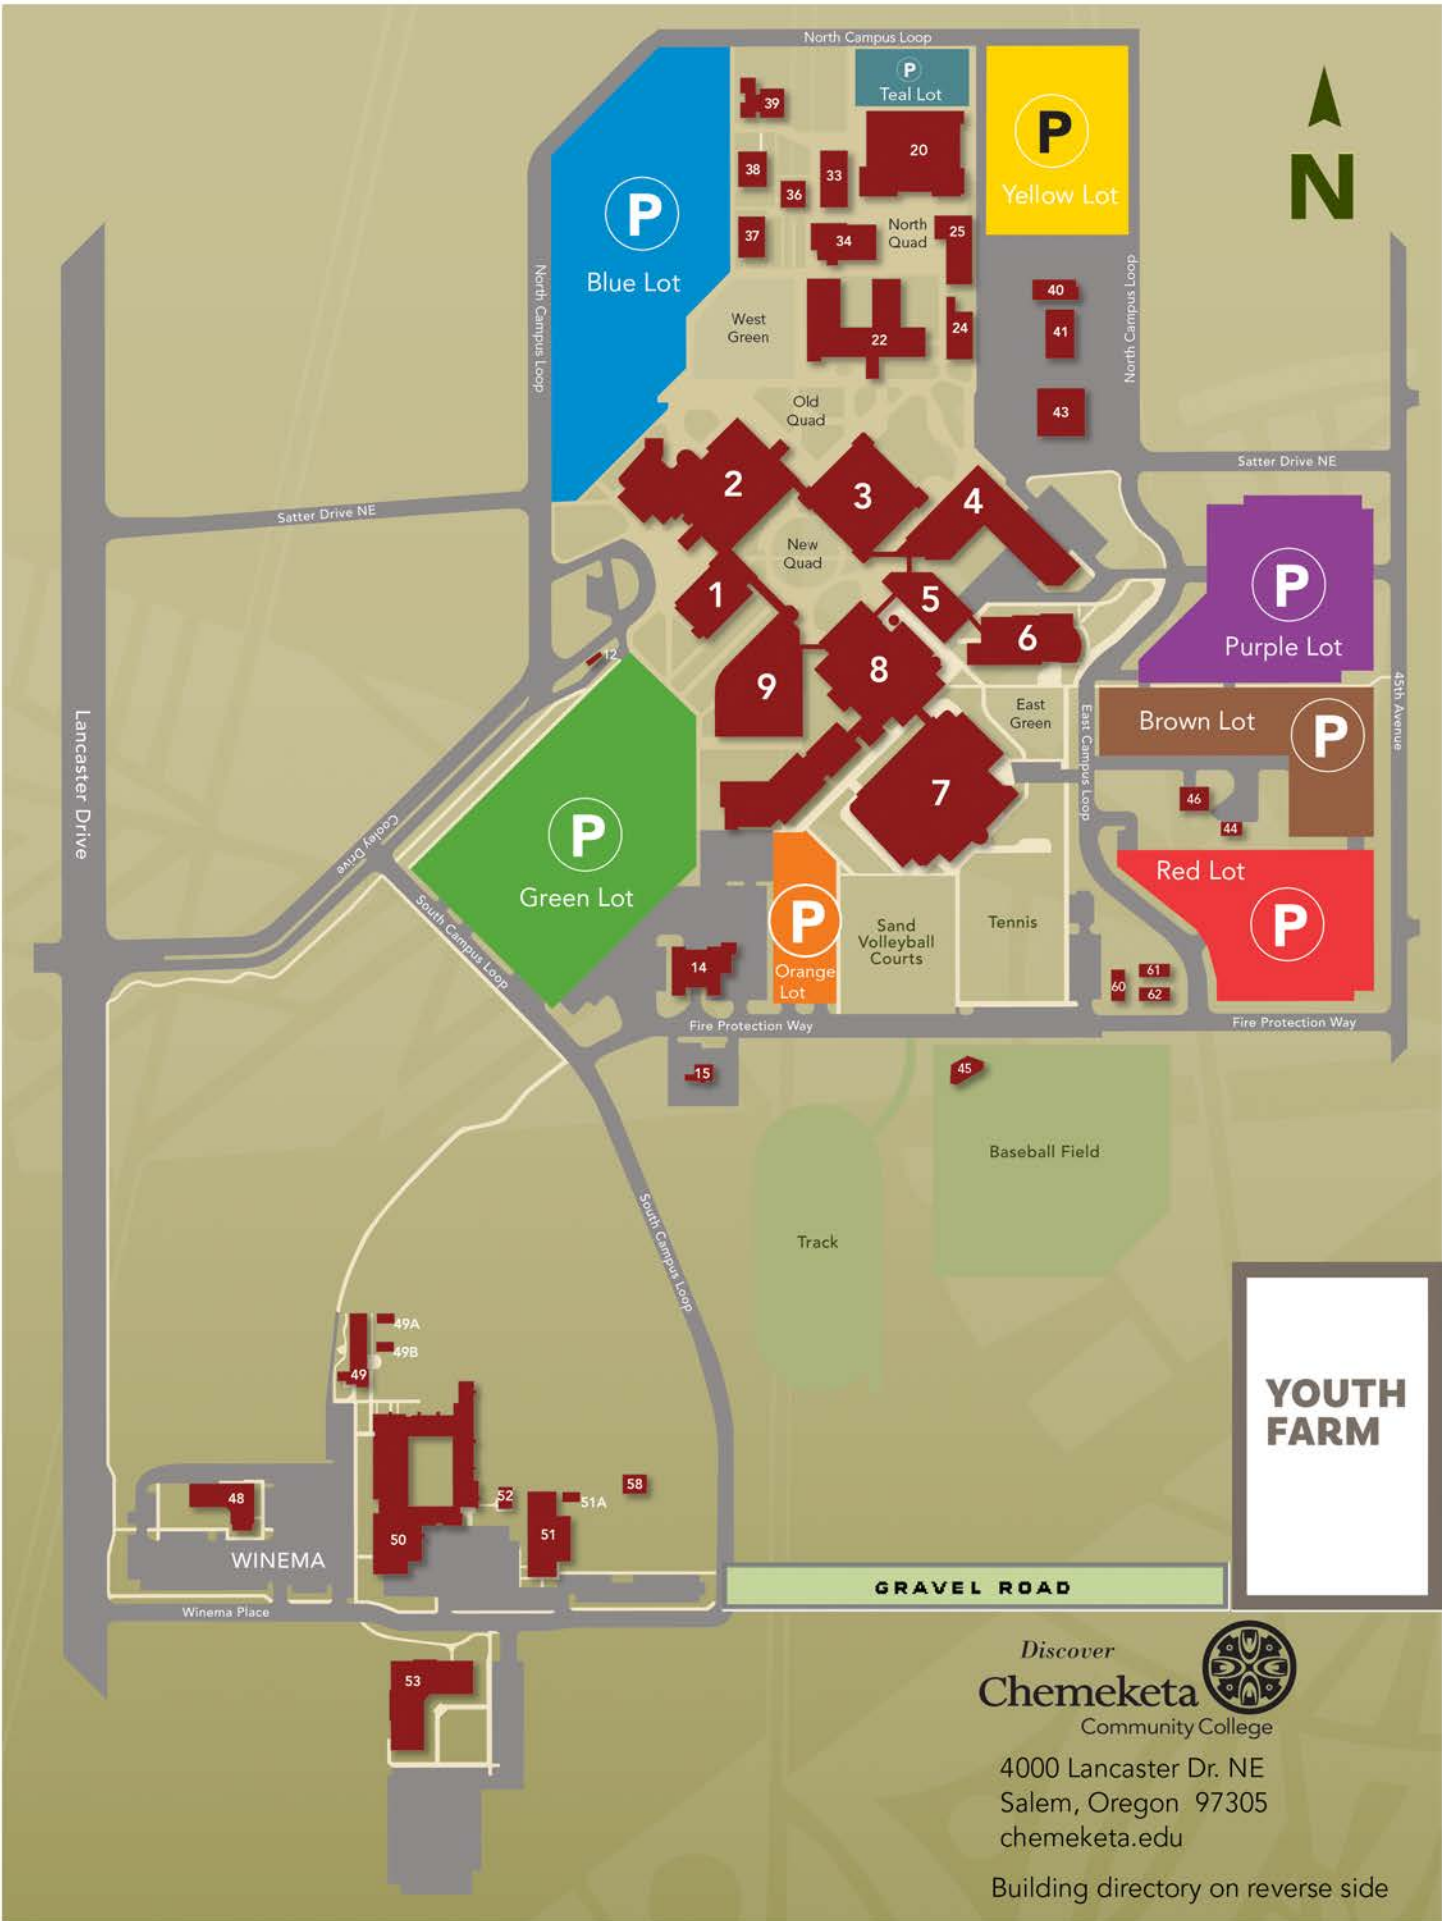 North Campus Loop
P
Teal Lot
39
20
P
Yellow Lot
N
38
33
36
P
Blue Lot
37
34
North
Quad
25
North Campus Loop
North Campus Loop
40
West
Green
22
24
41
Old
Quad
43
Satter Drive NE
2
3
4
Satter Drive NE
New
Quad
1
5
6
P
Purple Lot
12
9
8
East
Green
East Campus Loop
Brown Lot
P
45th Avenue
Lancaster Drive
7
46
44
Cooley Drive
P
Green Lot
South Campus Loop
Red Lot
P
P
Orange
Lot
Sand
Volleyball
Courts
Tennis
14
60
61
62
Fire Protection Way
Fire Protection Way
15
45
Baseball Field
Track
South Campus Loop
49A
49B
49
YOUTH
FARM
48
52
51A
58
50
51
WINEMA
GRAVEL ROAD
Winema Place
53
Discover
Chemeketa
Community College
4000 Lancaster Dr. NE
Salem, Oregon 97305
chemeketa.edu
Building directory on reverse side